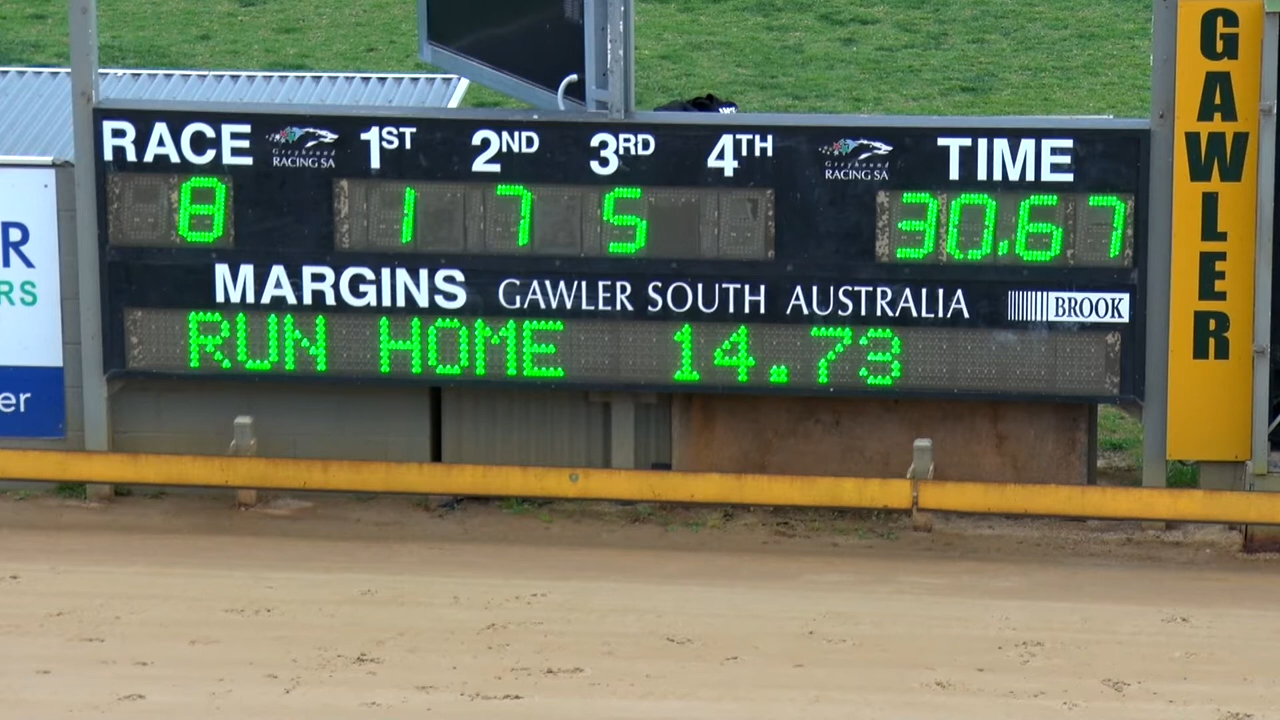 RACE Greyhound RACING SA 1ST 2ND 3RD 4TH Greyhound RACING SA TIME
8 1 7 5 30.67
MARGINS GAWLER SOUTH AUSTRALIA BROOK
RUN HOME 14.73
GAWLER
R
RS
er